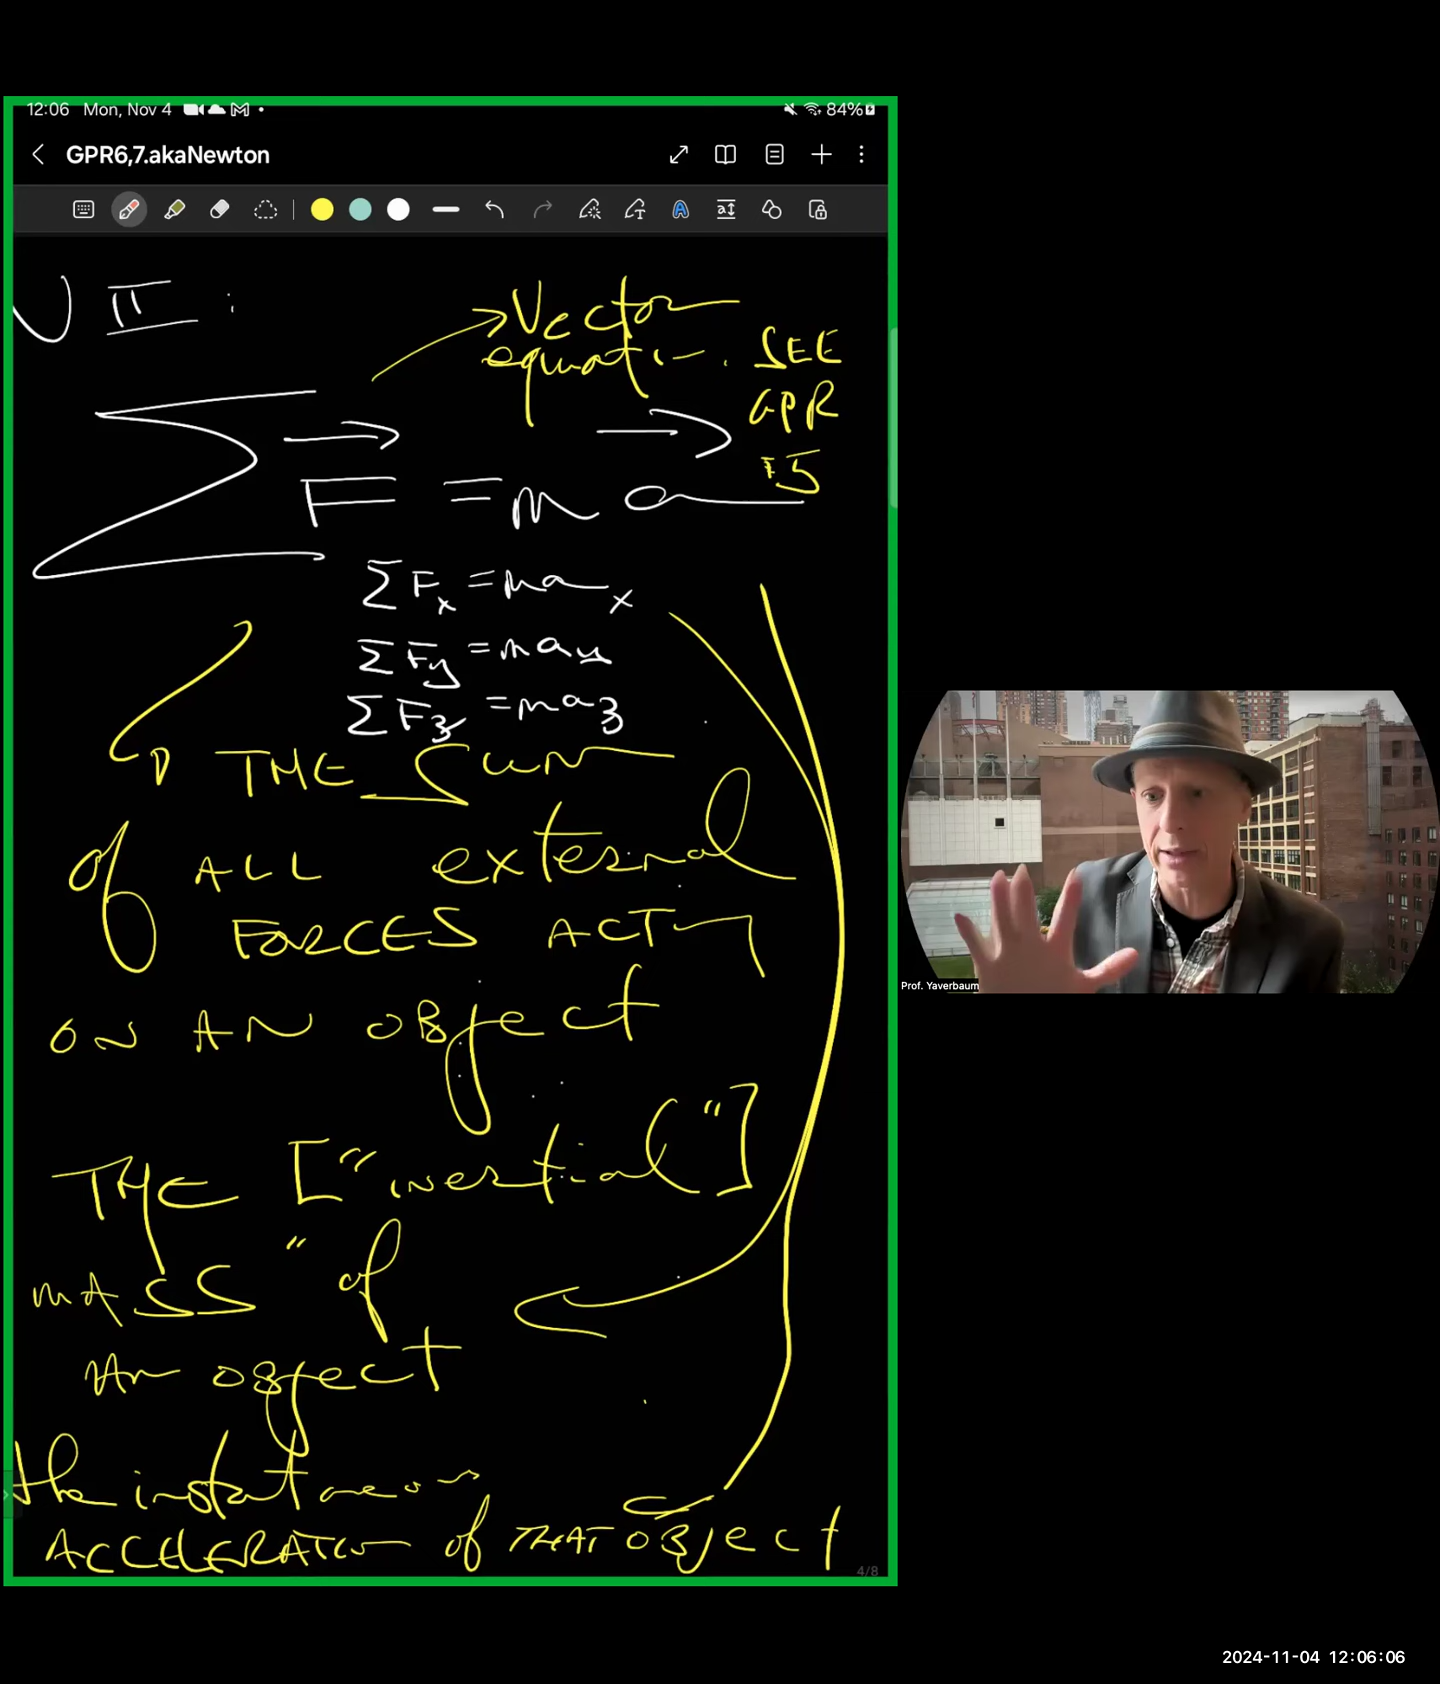 12:06 Mon, Nov 4 84%
GPR6,7.akaNewton
II :
Vector
equation. SEE
GPR
F = m a
Σ
Σ Fx = max
Σ Fy = may
Σ Fz = maz
THE SUM
of ALL external
FORCES ACTing
ON AN OBject
THE ["inertial"]
MASS" of
An object
the instantaneous
ACCELERATION of THAT OBject
4/8
Prof. Yaverbaum
2024-11-04 12:06:06